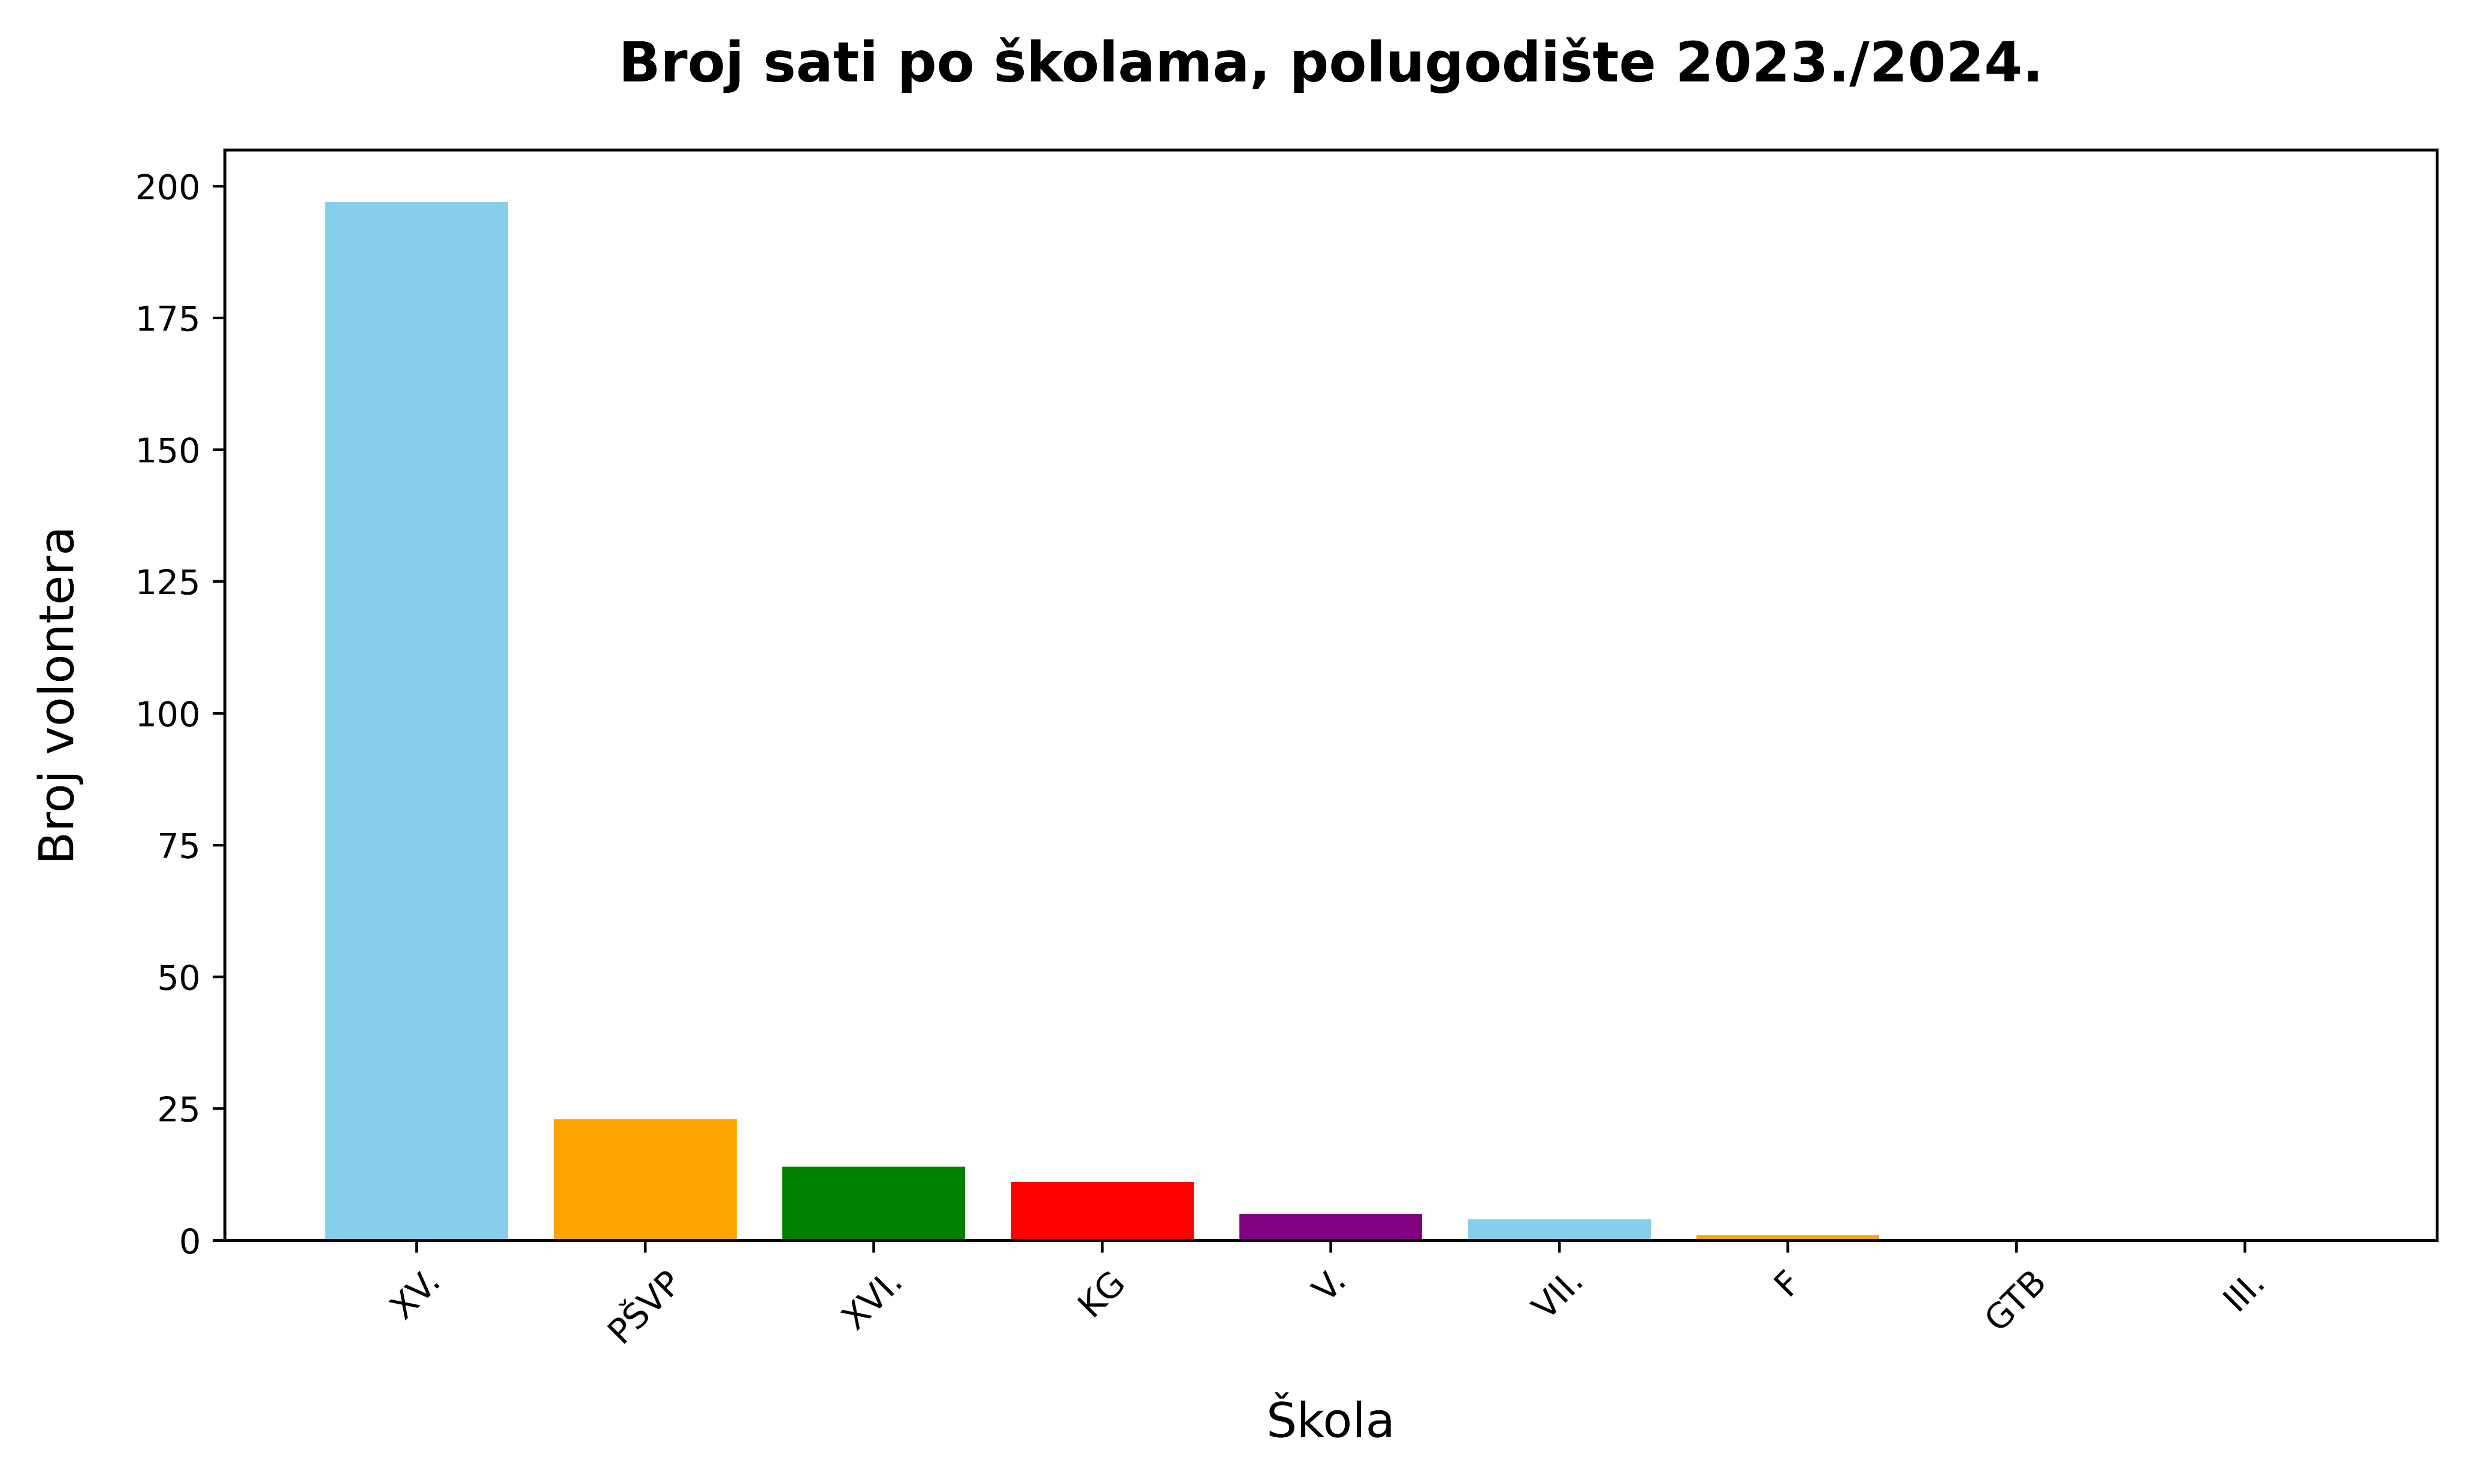 Broj sati po školama, polugodište 2023./2024.
Broj volontera
200
175
150
125
100
75
50
25
0
XV.
PŠVP
XVI.
KG
V.
VII.
F
GTB
III.
Škola